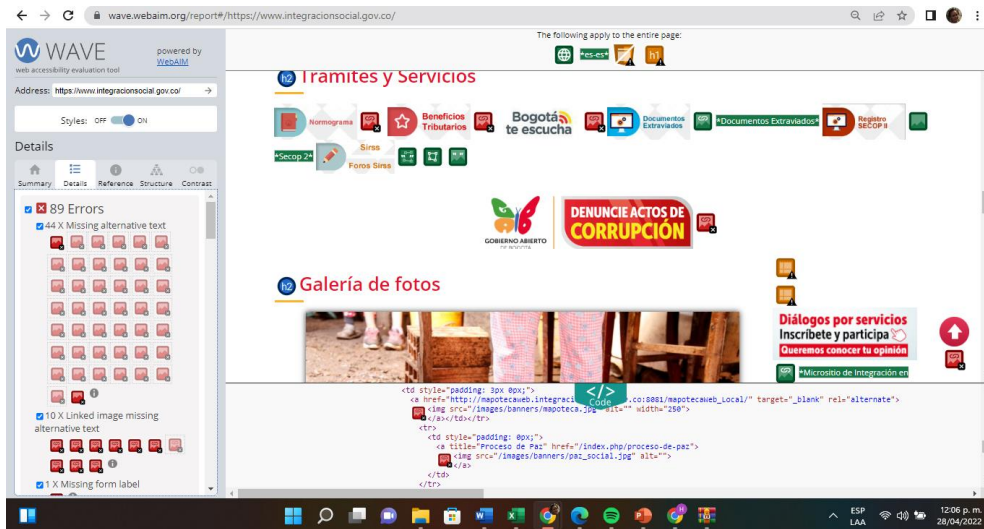 wave.webaim.org/report#/https://www.integracionsocial.gov.co/
WAVE
web accessibility evaluation tool
powered by
WebAIM
Address: https://www.integracionsocial.gov.co/
Styles: OFF ON
Details
Summary Details Reference Structure Contrast
89 Errors
44 X Missing alternative text
10 X Linked image missing
alternative text
1 X Missing form label
The following apply to the entire page:
*es-es* h1
h2 Trámites y Servicios
Normograma
Beneficios
Tributarios
Bogotá
te escucha
Documentos
Extraviados
*Documentos Extraviados*
Registro
SECOP II
*Secop 2*
Sirss
Foros Sirss
GOBIERNO ABIERTO
DE BOGOTÁ
DENUNCIE ACTOS DE
CORRUPCIÓN
h2 Galería de fotos
Diálogos por servicios
Inscríbete y participa
Queremos conocer tu opinión
*Micrositio de Integración en
</>
Code
<td style="padding: 3px 0px;">
<a href="http://mapotecaweb.integraci .co:8081/mapotecaWeb_Local/" target="_blank" rel="alternate">
<img src="/images/banners/mapoteca.jpg" alt="" width="250">
</a></td></tr>
<tr>
<td style="padding: 0px;">
<a title="Proceso de Paz" href="/index.php/proceso-de-paz">
<img src="/images/banners/paz_social.jpg" alt="">
</a>
</td>
</tr>
ESP
LAA
12:06 p. m.
28/04/2022